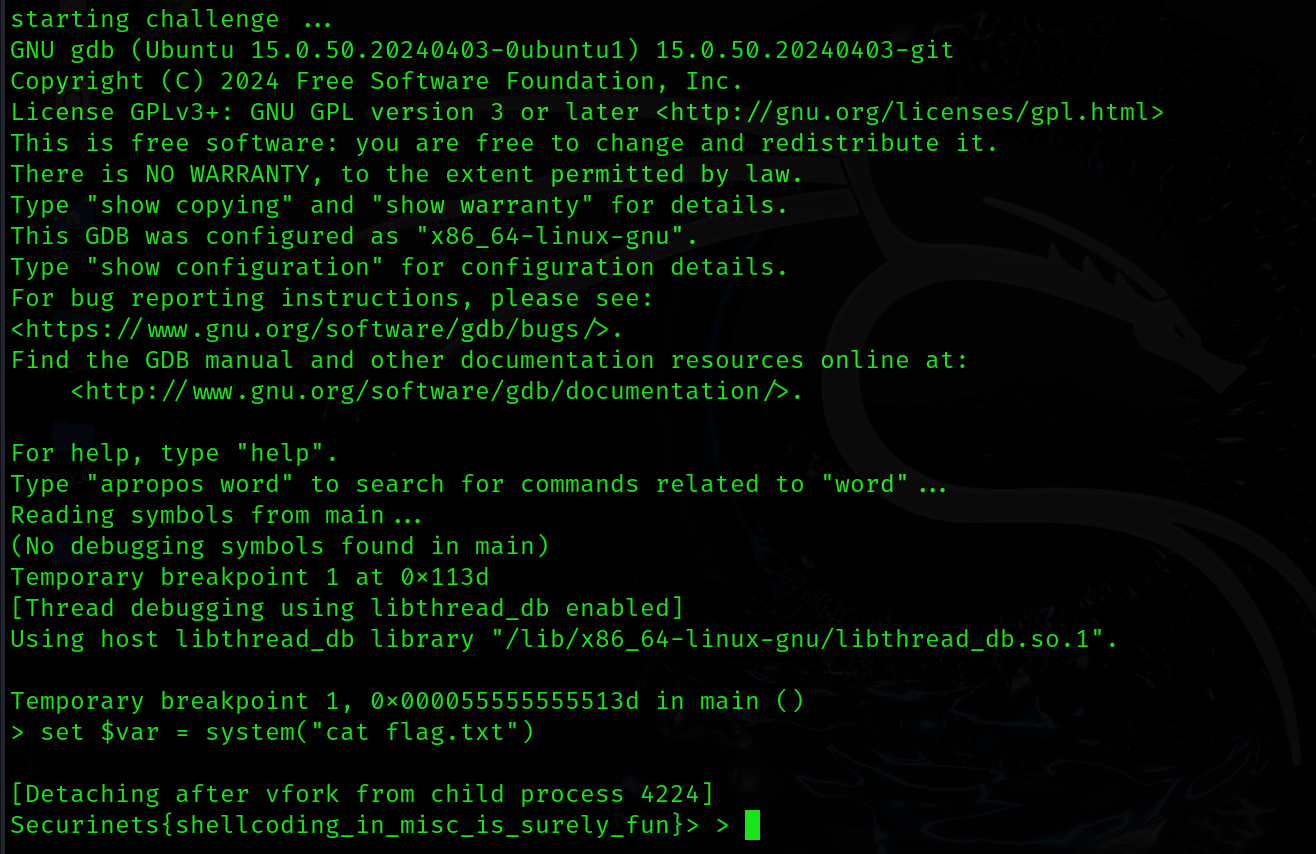 starting challenge ...
GNU gdb (Ubuntu 15.0.50.20240403-0ubuntu1) 15.0.50.20240403-git
Copyright (C) 2024 Free Software Foundation, Inc.
License GPLv3+: GNU GPL version 3 or later <http://gnu.org/licenses/gpl.html>
This is free software: you are free to change and redistribute it.
There is NO WARRANTY, to the extent permitted by law.
Type "show copying" and "show warranty" for details.
This GDB was configured as "x86_64-linux-gnu".
Type "show configuration" for configuration details.
For bug reporting instructions, please see:
<https://www.gnu.org/software/gdb/bugs/>.
Find the GDB manual and other documentation resources online at:
    <http://www.gnu.org/software/gdb/documentation/>.

For help, type "help".
Type "apropos word" to search for commands related to "word"...
Reading symbols from main...
(No debugging symbols found in main)
Temporary breakpoint 1 at 0x113d
[Thread debugging using libthread_db enabled]
Using host libthread_db library "/lib/x86_64-linux-gnu/libthread_db.so.1".

Temporary breakpoint 1, 0x000055555555513d in main ()
> set $var = system("cat flag.txt")

[Detaching after vfork from child process 4224]
Securinets{shellcoding_in_misc_is_surely_fun}> >